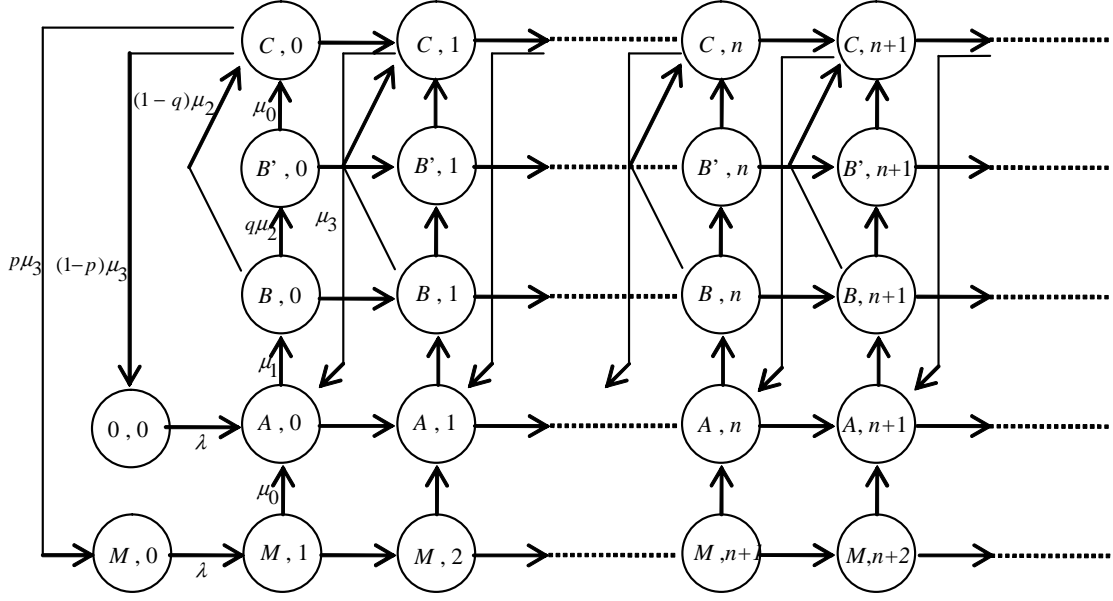 C, 0
C, 1
C, n
C, n+1
(1 − q)μ2
μ0
B', 0
B', 1
B', n
B', n+1
qμ2
μ3
pμ3
(1−p)μ3
B, 0
B, 1
B, n
B, n+1
μ1
0, 0
λ
A, 0
A, 1
A, n
A, n+1
μ0
M, 0
λ
M, 1
M, 2
M, n+1
M, n+2